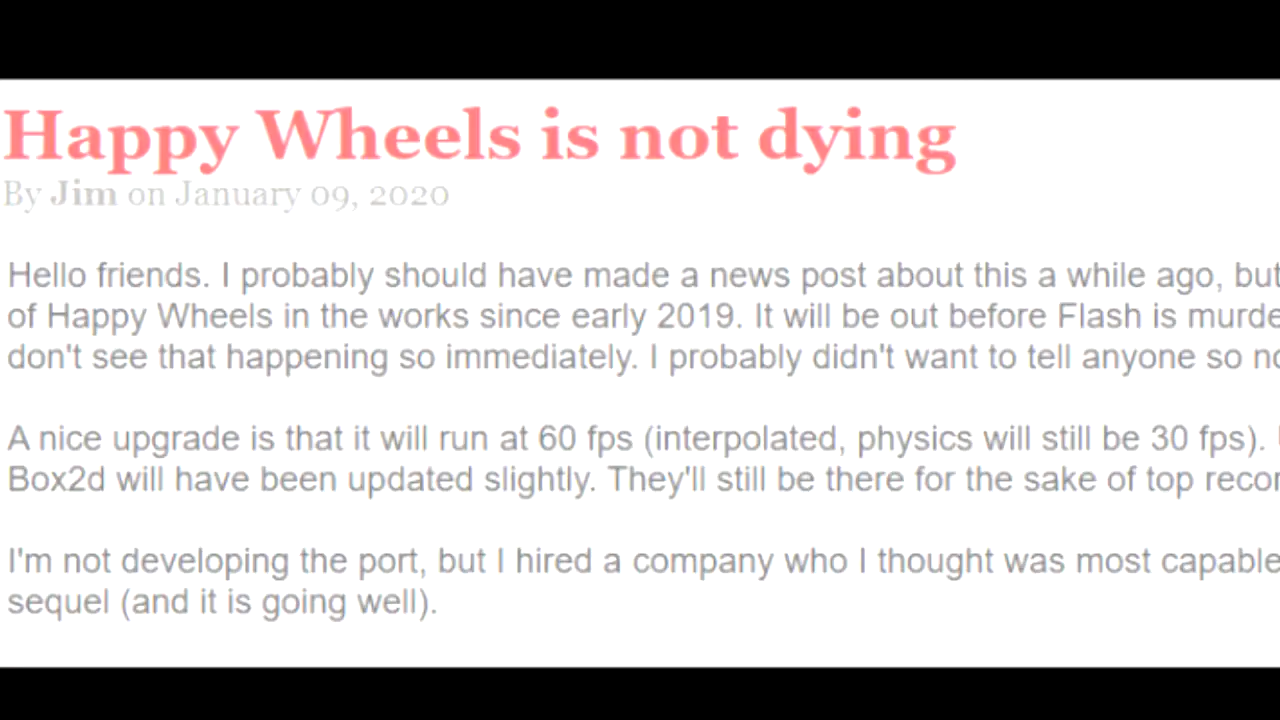 Happy Wheels is not dying
By Jim on January 09, 2020
Hello friends. I probably should have made a news post about this a while ago, but
of Happy Wheels in the works since early 2019. It will be out before Flash is murde
don't see that happening so immediately. I probably didn't want to tell anyone so no
A nice upgrade is that it will run at 60 fps (interpolated, physics will still be 30 fps).
Box2d will have been updated slightly. They'll still be there for the sake of top recor
I'm not developing the port, but I hired a company who I thought was most capable
sequel (and it is going well).